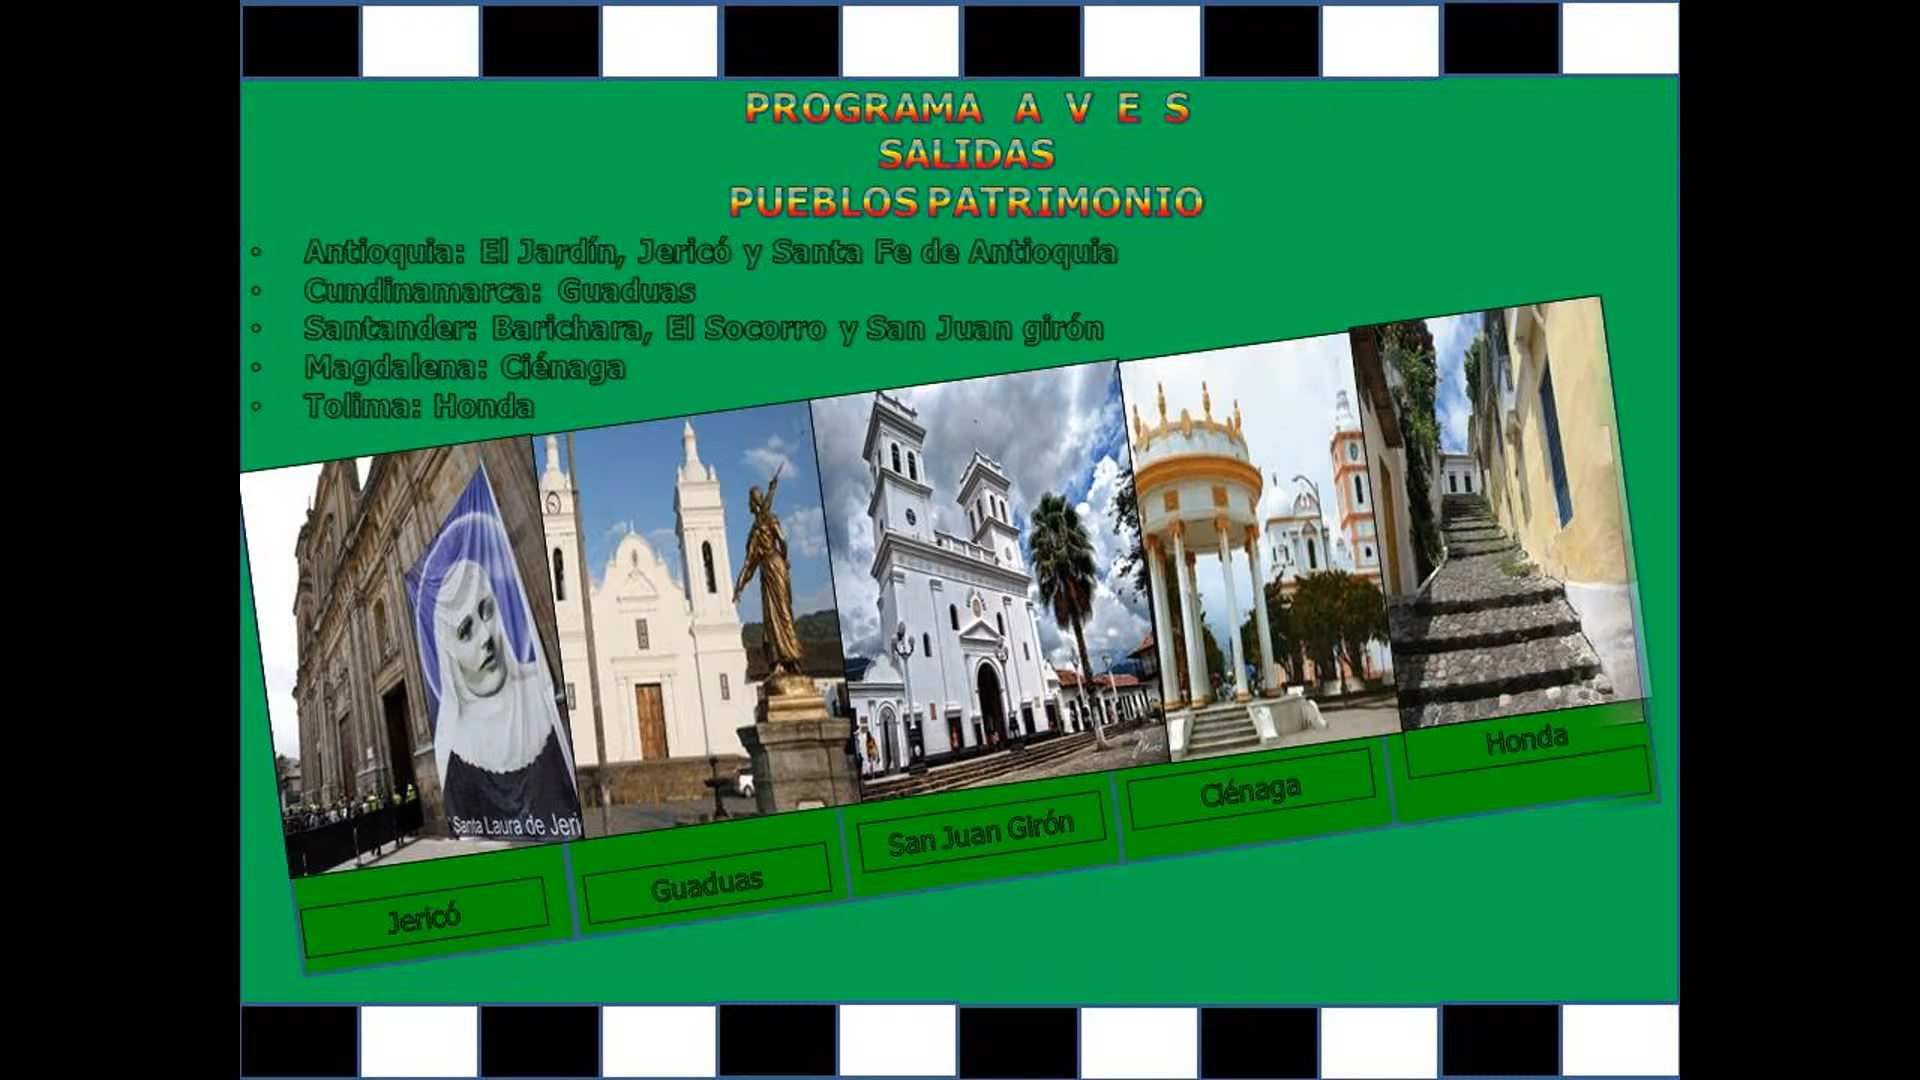 PROGRAMA A V E S
SALIDAS
PUEBLOS PATRIMONIO
• Antioquia: El Jardín, Jericó y Santa Fe de Antioquia
• Cundinamarca: Guaduas
• Santander: Barichara, El Socorro y San Juan girón
• Magdalena: Ciénaga
• Tolima: Honda
Santa Laura de Jeri
Jericó
Guaduas
San Juan Girón
Ciénaga
Honda